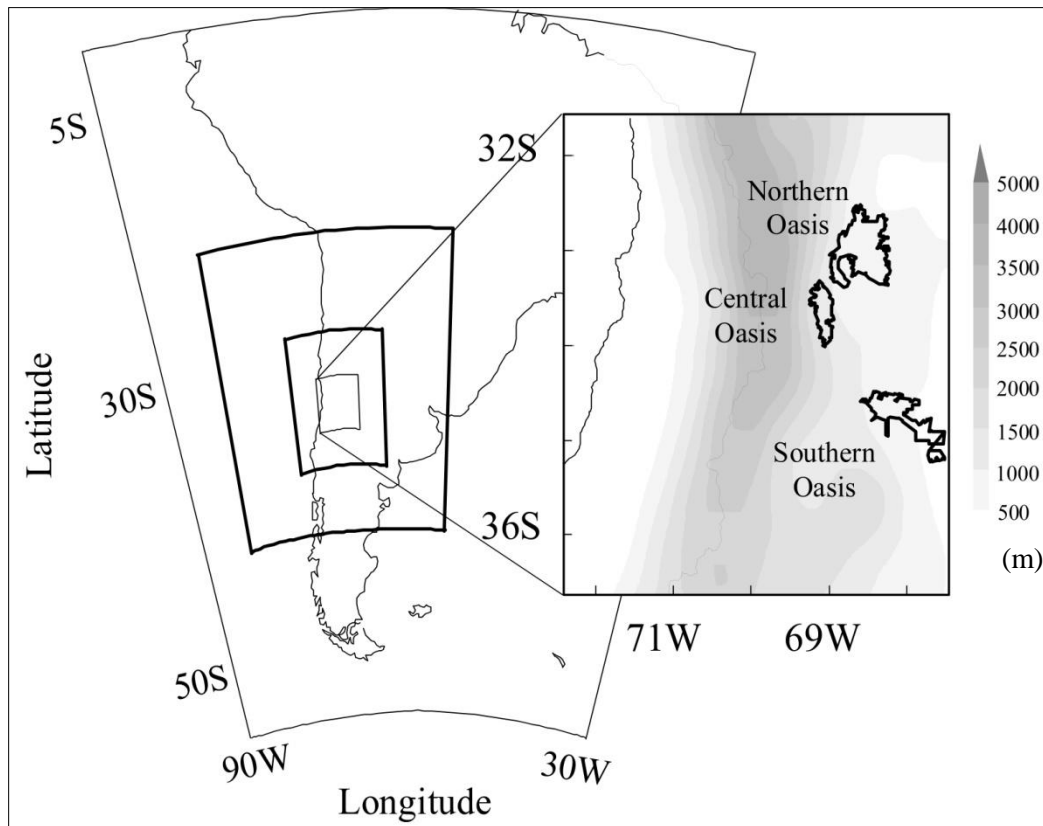 5S
30S
50S
Latitude
90W
30W
Longitude
32S
36S
71W
69W
Northern
Oasis
Central
Oasis
Southern
Oasis
5000
4000
3500
3000
2500
2000
1500
1000
500
(m)